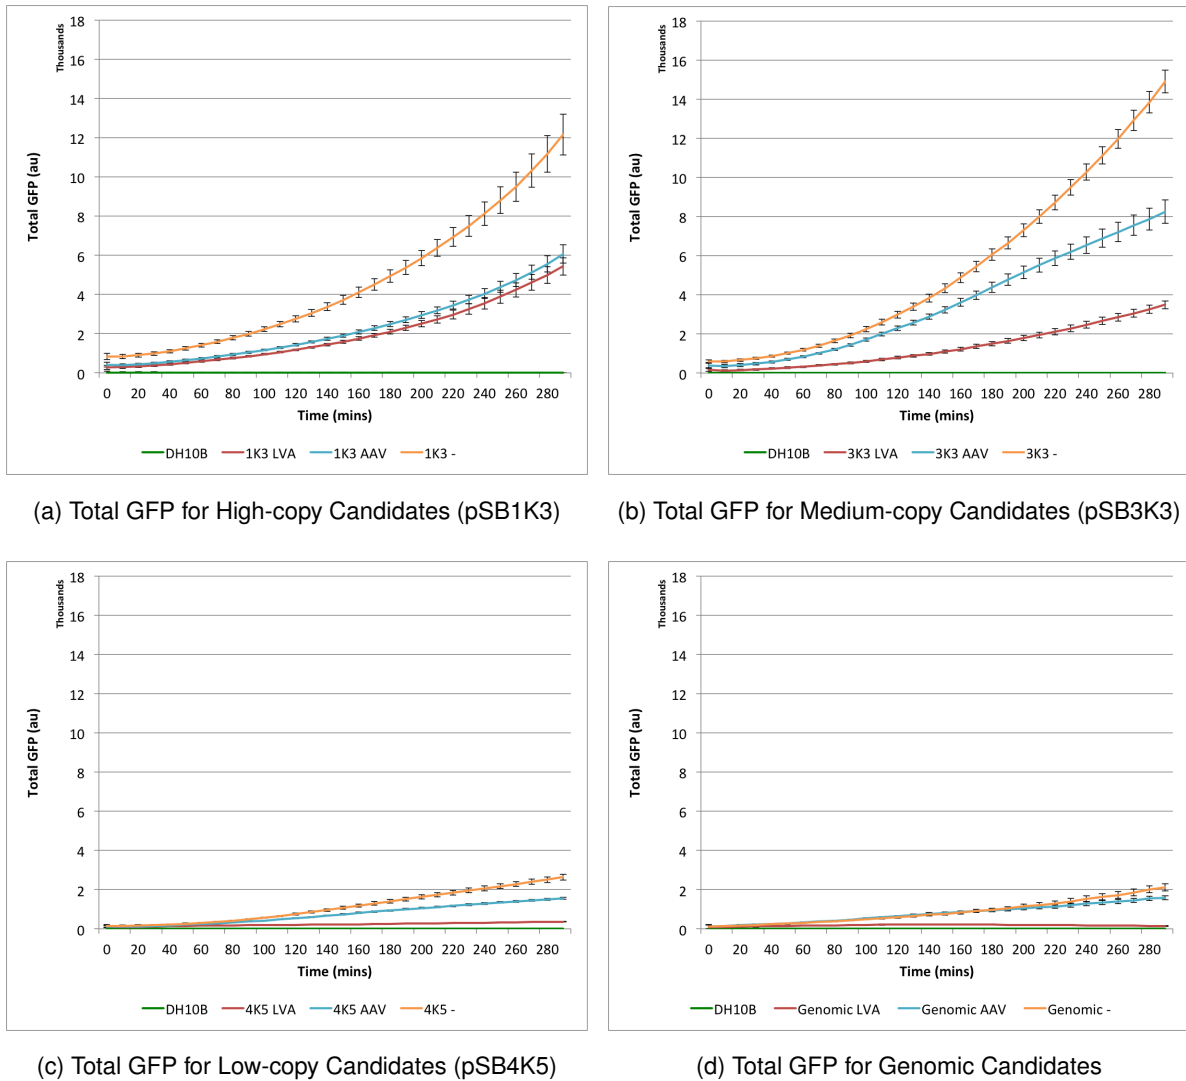 Thousands
Total GFP (au)
18
16
14
12
10
8
6
4
2
0
0 20 40 60 80 100 120 140 160 180 200 220 240 260 280
Time (mins)
DH10B 1K3 LVA 1K3 AAV 1K3 -
(a) Total GFP for High-copy Candidates (pSB1K3)
Thousands
Total GFP (au)
18
16
14
12
10
8
6
4
2
0
0 20 40 60 80 100 120 140 160 180 200 220 240 260 280
Time (mins)
DH10B 3K3 LVA 3K3 AAV 3K3 -
(b) Total GFP for Medium-copy Candidates (pSB3K3)
Thousands
Total GFP (au)
18
16
14
12
10
8
6
4
2
0
0 20 40 60 80 100 120 140 160 180 200 220 240 260 280
Time (mins)
DH10B 4K5 LVA 4K5 AAV 4K5 -
(c) Total GFP for Low-copy Candidates (pSB4K5)
Thousands
Total GFP (au)
18
16
14
12
10
8
6
4
2
0
0 20 40 60 80 100 120 140 160 180 200 220 240 260 280
Time (mins)
DH10B Genomic LVA Genomic AAV Genomic -
(d) Total GFP for Genomic Candidates